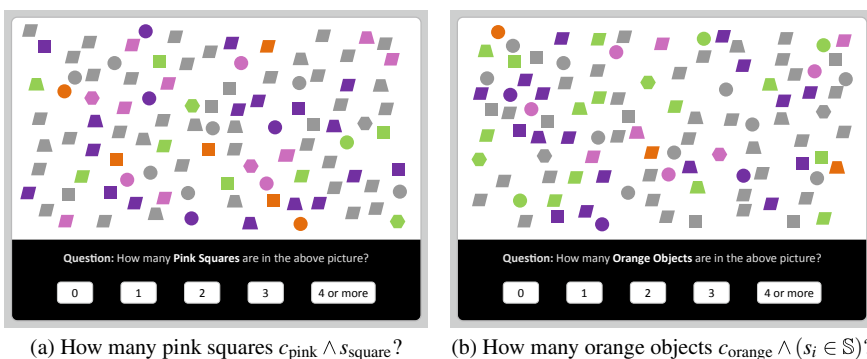 Question: How many Pink Squares are in the above picture?
0 1 2 3 4 or more
(a) How many pink squares c_pink ∧ s_square?
Question: How many Orange Objects are in the above picture?
0 1 2 3 4 or more
(b) How many orange objects c_orange ∧ (s_i ∈ 𝕊)